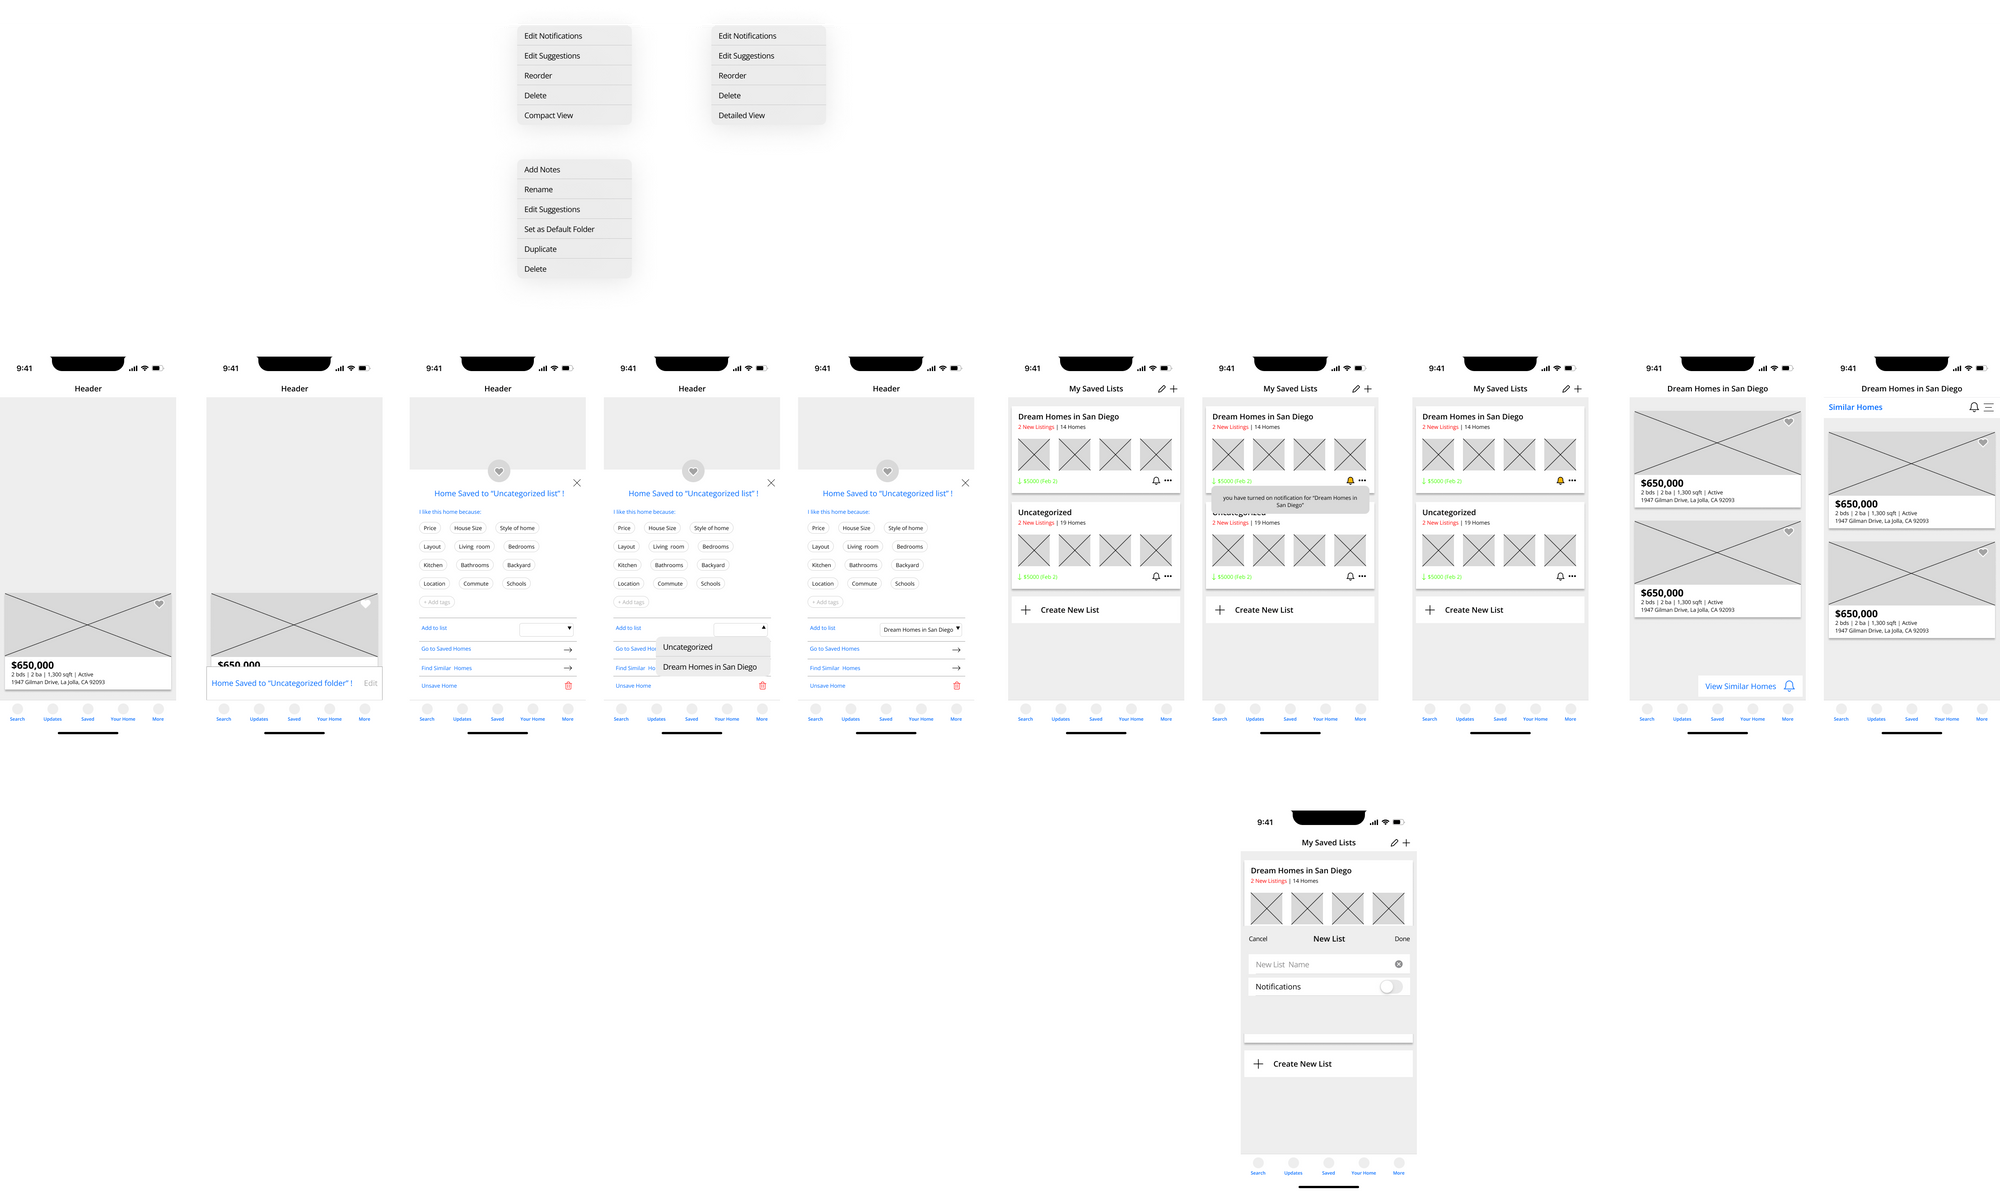 Edit Notifications
Edit Suggestions
Reorder
Delete
Compact View
Edit Notifications
Edit Suggestions
Reorder
Delete
Detailed View
Add Notes
Rename
Edit Suggestions
Set as Default Folder
Duplicate
Delete
9:41
Header
$650,000
2 bds | 2 ba | 1,300 sqft | Active
1947 Gilman Drive, La Jolla, CA 92093
Search Updates Saved Your Home More
9:41
Header
$650,000
Home Saved to “Uncategorized folder” ! Edit
Search Updates Saved Your Home More
9:41
Header
Home Saved to “Uncategorized list” !
I like this home because:
Price House Size Style of home
Layout Living room Bedrooms
Kitchen Bathrooms Backyard
Location Commute Schools
+ Add tags
Add to list
Go to Saved Homes
Find Similar Homes
Unsave Home
Search Updates Saved Your Home More
9:41
Header
Home Saved to “Uncategorized list” !
I like this home because:
Price House Size Style of home
Layout Living room Bedrooms
Kitchen Bathrooms Backyard
Location Commute Schools
+ Add tags
Add to list
Uncategorized
Go to Saved Ho
Dream Homes in San Diego
Find Similar Ho
Unsave Home
Search Updates Saved Your Home More
9:41
Header
Home Saved to “Uncategorized list” !
I like this home because:
Price House Size Style of home
Layout Living room Bedrooms
Kitchen Bathrooms Backyard
Location Commute Schools
+ Add tags
Add to list Dream Homes in San Diego
Go to Saved Homes
Find Similar Homes
Unsave Home
Search Updates Saved Your Home More
9:41
My Saved Lists
Dream Homes in San Diego
2 New Listings | 14 Homes
↓ $5000 (Feb 2)
Uncategorized
2 New Listings | 19 Homes
↓ $5000 (Feb 2)
Create New List
Search Updates Saved Your Home More
9:41
My Saved Lists
Dream Homes in San Diego
2 New Listings | 14 Homes
↓ $5000 (Feb 2)
you have turned on notification for “Dream Homes in
San Diego”
Uncategorized
2 New Listings | 19 Homes
↓ $5000 (Feb 2)
Create New List
Search Updates Saved Your Home More
9:41
My Saved Lists
Dream Homes in San Diego
2 New Listings | 14 Homes
↓ $5000 (Feb 2)
Uncategorized
2 New Listings | 19 Homes
↓ $5000 (Feb 2)
Create New List
Search Updates Saved Your Home More
9:41
Dream Homes in San Diego
$650,000
2 bds | 2 ba | 1,300 sqft | Active
1947 Gilman Drive, La Jolla, CA 92093
$650,000
2 bds | 2 ba | 1,300 sqft | Active
1947 Gilman Drive, La Jolla, CA 92093
View Similar Homes
Search Updates Saved Your Home More
9:41
Dream Homes in San Diego
Similar Homes
$650,000
2 bds | 2 ba | 1,300 sqft | Active
1947 Gilman Drive, La Jolla, CA 92093
$650,000
2 bds | 2 ba | 1,300 sqft | Active
1947 Gilman Drive, La Jolla, CA 92093
Search Updates Saved Your Home More
9:41
My Saved Lists
Dream Homes in San Diego
2 New Listings | 14 Homes
Cancel New List Done
New List Name
Notifications
Create New List
Search Updates Saved Your Home More